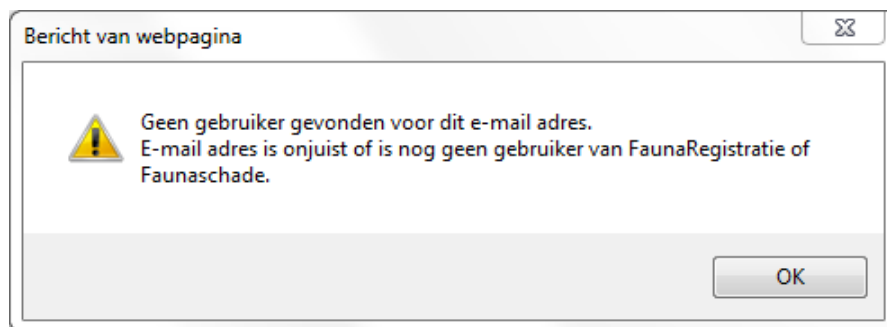 Bericht van webpagina
Geen gebruiker gevonden voor dit e-mail adres.
E-mail adres is onjuist of is nog geen gebruiker van FaunaRegistratie of
Faunaschade.
OK